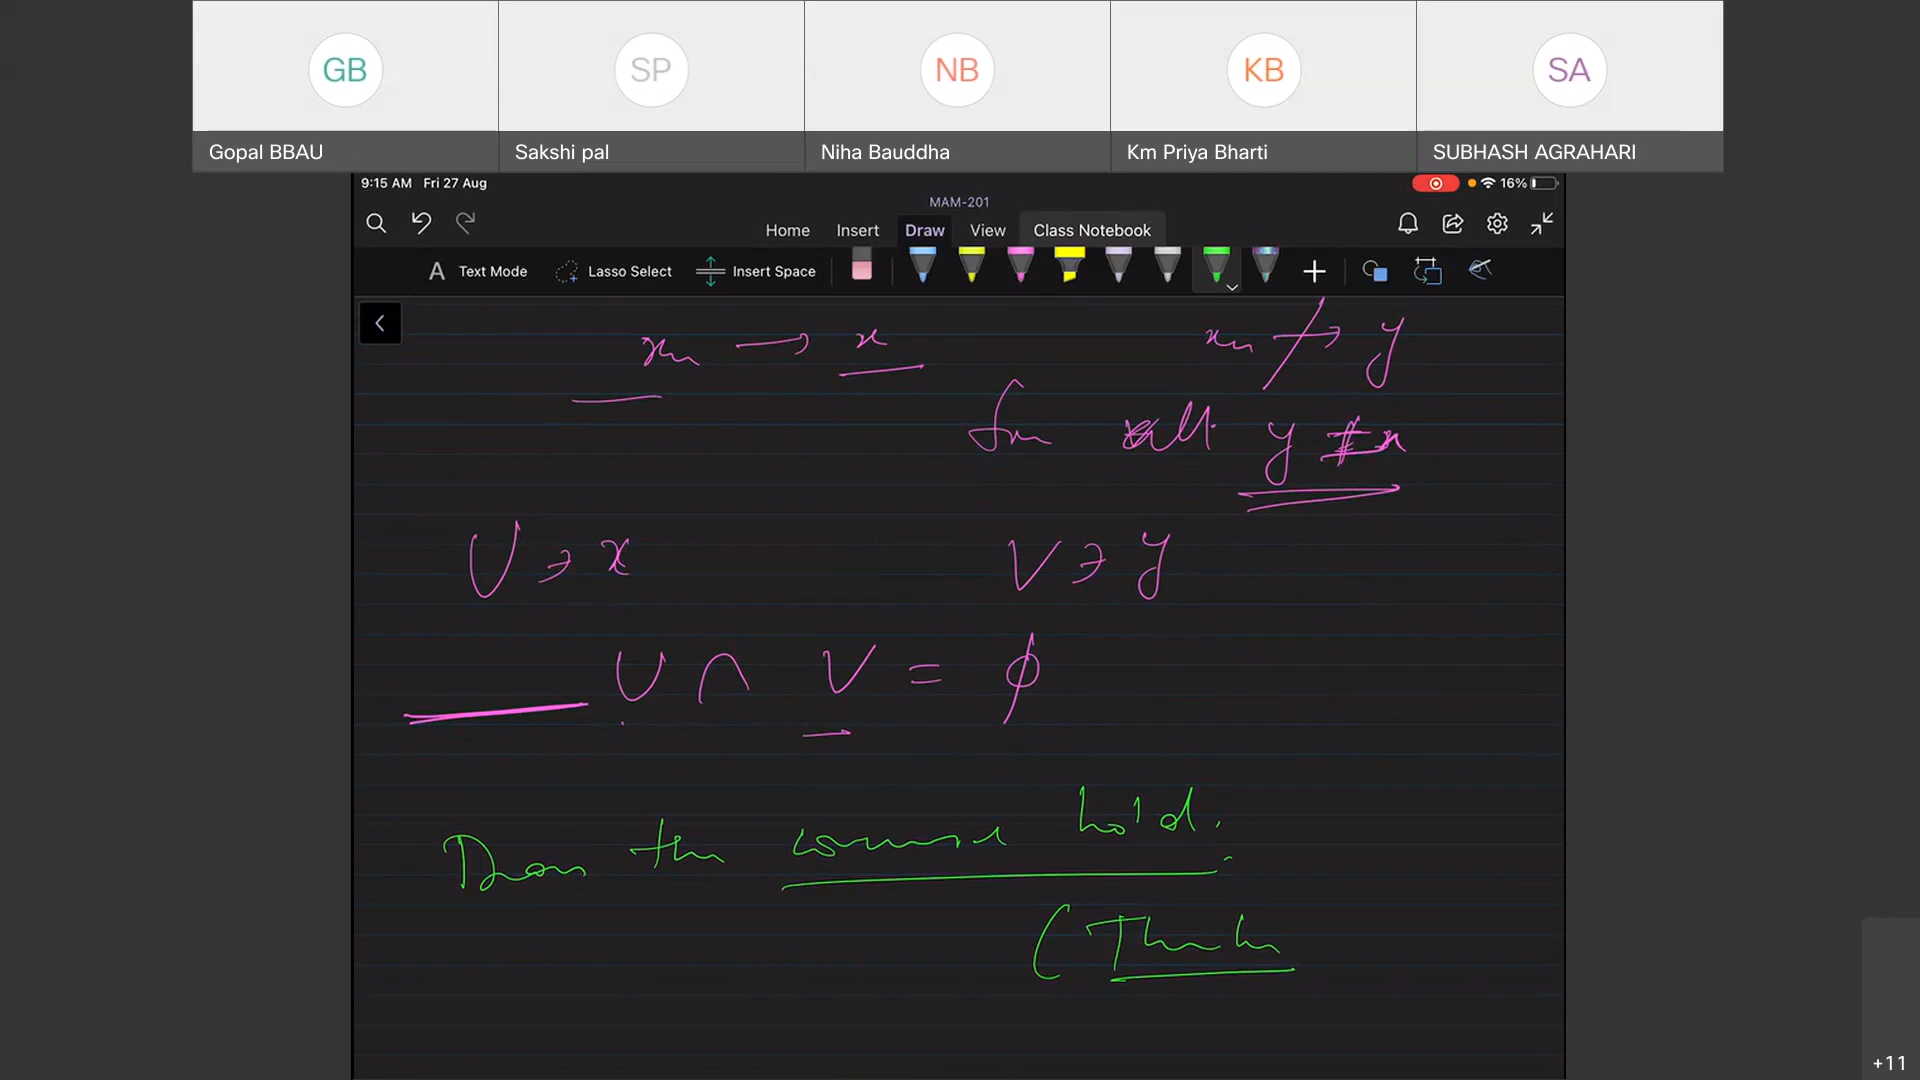 GB SP NB KB SA
Gopal BBAU Sakshi pal Niha Bauddha Km Priya Bharti SUBHASH AGRAHARI
9:15 AM Fri 27 Aug 16%
MAM-201
Home Insert Draw View Class Notebook
A Text Mode Lasso Select Insert Space
xn → x xn ↛ y
for all y ≠ x
U ∋ x V ∋ y
U ∩ V = ϕ
Does the converse hold.
(Think
+11